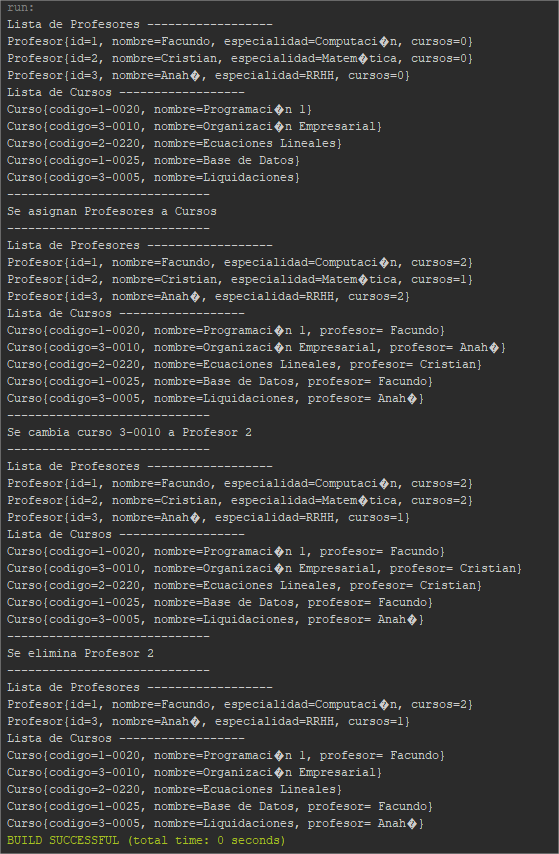 run:
Lista de Profesores ------------------
Profesor{id=1, nombre=Facundo, especialidad=Computaci�n, cursos=0}
Profesor{id=2, nombre=Cristian, especialidad=Matem�tica, cursos=0}
Profesor{id=3, nombre=Anah�, especialidad=RRHH, cursos=0}
Lista de Cursos ------------------
Curso{codigo=1-0020, nombre=Programaci�n 1}
Curso{codigo=3-0010, nombre=Organizaci�n Empresarial}
Curso{codigo=2-0220, nombre=Ecuaciones Lineales}
Curso{codigo=1-0025, nombre=Base de Datos}
Curso{codigo=3-0005, nombre=Liquidaciones}
-----------------------------
Se asignan Profesores a Cursos
-----------------------------
Lista de Profesores ------------------
Profesor{id=1, nombre=Facundo, especialidad=Computaci�n, cursos=2}
Profesor{id=2, nombre=Cristian, especialidad=Matem�tica, cursos=1}
Profesor{id=3, nombre=Anah�, especialidad=RRHH, cursos=2}
Lista de Cursos ------------------
Curso{codigo=1-0020, nombre=Programaci�n 1, profesor= Facundo}
Curso{codigo=3-0010, nombre=Organizaci�n Empresarial, profesor= Anah�}
Curso{codigo=2-0220, nombre=Ecuaciones Lineales, profesor= Cristian}
Curso{codigo=1-0025, nombre=Base de Datos, profesor= Facundo}
Curso{codigo=3-0005, nombre=Liquidaciones, profesor= Anah�}
-----------------------------
Se cambia curso 3-0010 a Profesor 2
-----------------------------
Lista de Profesores ------------------
Profesor{id=1, nombre=Facundo, especialidad=Computaci�n, cursos=2}
Profesor{id=2, nombre=Cristian, especialidad=Matem�tica, cursos=2}
Profesor{id=3, nombre=Anah�, especialidad=RRHH, cursos=1}
Lista de Cursos ------------------
Curso{codigo=1-0020, nombre=Programaci�n 1, profesor= Facundo}
Curso{codigo=3-0010, nombre=Organizaci�n Empresarial, profesor= Cristian}
Curso{codigo=2-0220, nombre=Ecuaciones Lineales, profesor= Cristian}
Curso{codigo=1-0025, nombre=Base de Datos, profesor= Facundo}
Curso{codigo=3-0005, nombre=Liquidaciones, profesor= Anah�}
-----------------------------
Se elimina Profesor 2
-----------------------------
Lista de Profesores ------------------
Profesor{id=1, nombre=Facundo, especialidad=Computaci�n, cursos=2}
Profesor{id=3, nombre=Anah�, especialidad=RRHH, cursos=1}
Lista de Cursos ------------------
Curso{codigo=1-0020, nombre=Programaci�n 1, profesor= Facundo}
Curso{codigo=3-0010, nombre=Organizaci�n Empresarial}
Curso{codigo=2-0220, nombre=Ecuaciones Lineales}
Curso{codigo=1-0025, nombre=Base de Datos, profesor= Facundo}
Curso{codigo=3-0005, nombre=Liquidaciones, profesor= Anah�}
BUILD SUCCESSFUL (total time: 0 seconds)